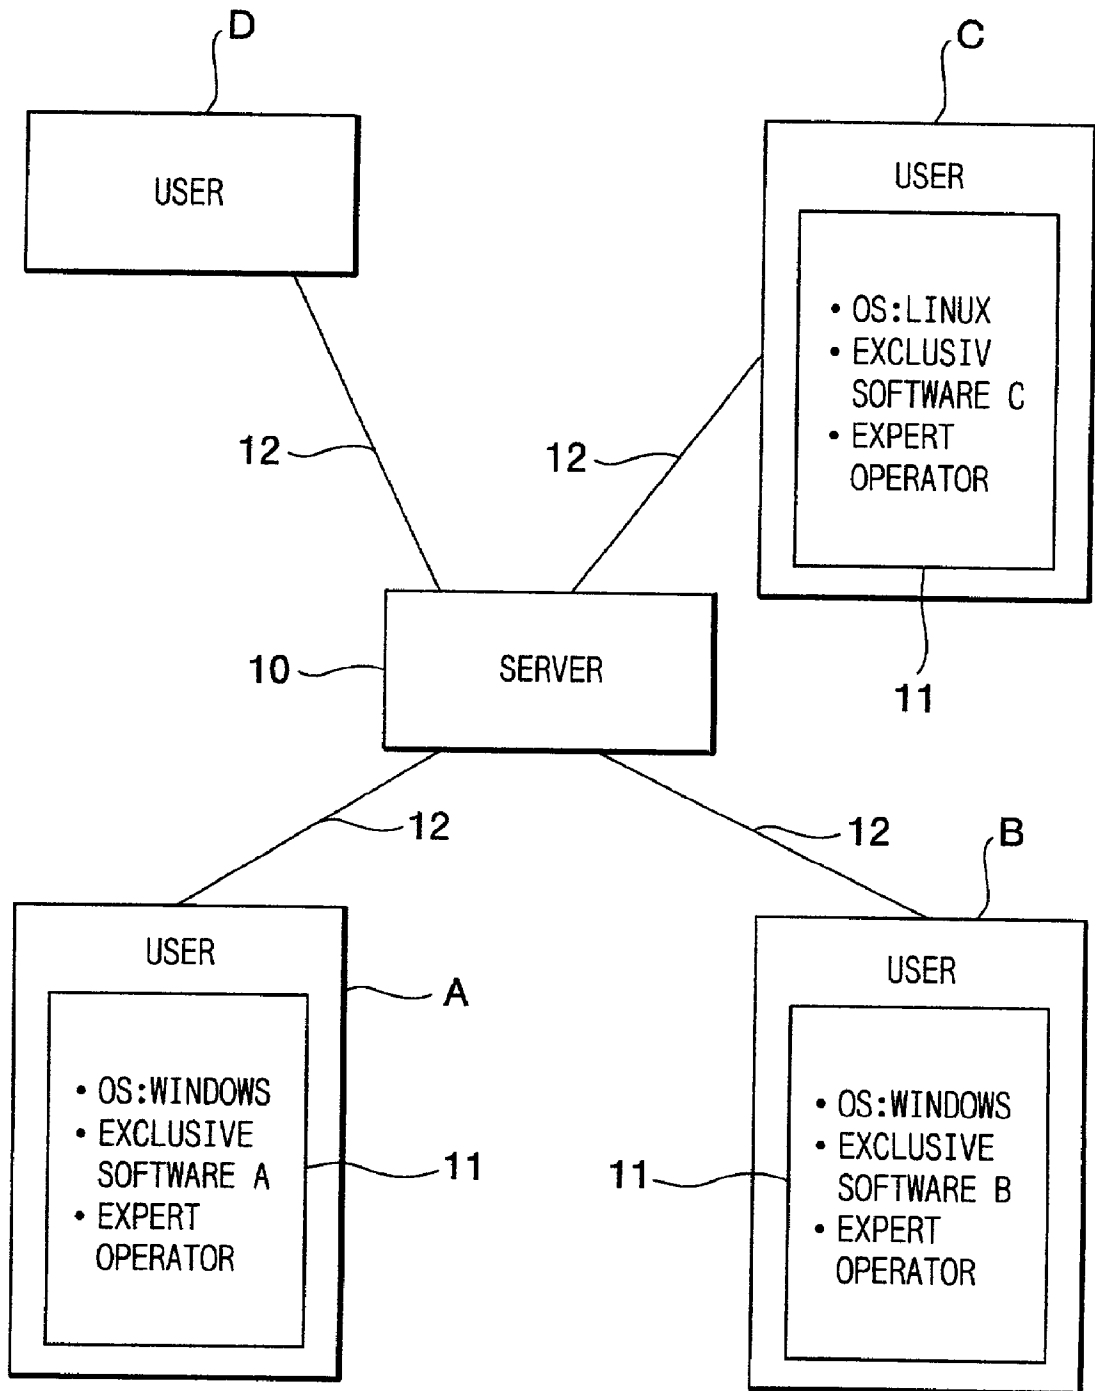 D
C
USER
USER
• OS:LINUX
• EXCLUSIV
SOFTWARE C
• EXPERT
OPERATOR
12
12
10
SERVER
11
12
12
B
USER
A
USER
• OS:WINDOWS
• EXCLUSIVE
SOFTWARE A
• EXPERT
OPERATOR
11
11
• OS:WINDOWS
• EXCLUSIVE
SOFTWARE B
• EXPERT
OPERATOR